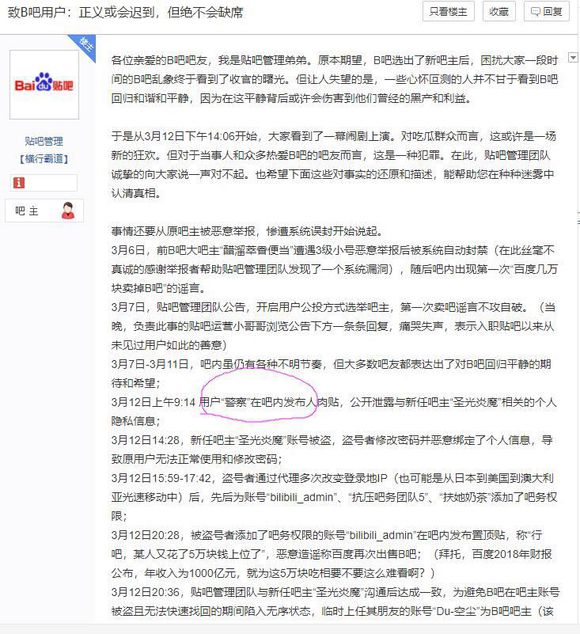 致B吧用户：正义或会迟到，但绝不会缺席
只看楼主
收藏
回复
楼主
Bai du 贴吧
贴吧管理
【横行霸道】
吧 主
各位亲爱的B吧吧友，我是贴吧管理弟弟。原本期望，B吧选出了新吧主后，困扰大家一段时
间的B吧乱象终于看到了收官的曙光。但让人失望的是，一些心怀叵测的人并不甘于看到B吧
回归和谐和平静，因为在这平静背后或许会伤害到他们曾经的黑产和利益。
于是从3月12日下午14:06开始，大家看到了一幕闹剧上演。对吃瓜群众而言，这或许是一场
新的狂欢。但对于当事人和众多热爱B吧的吧友而言，这是一种犯罪。在此，贴吧管理团队
诚挚的向大家说一声对不起。也希望下面这些对事实的还原和描述，能帮助您在种种迷雾中
认清真相。
事情还要从原吧主被恶意举报，惨遭系统误封开始说起。
3月6日，前B吧大吧主“醋溜萃香便当”遭遇3级小号恶意举报后被系统自动封禁（在此丝毫不
真诚的感谢举报者帮助贴吧管理团队发现了一个系统漏洞），随后吧内出现第一次“百度几万
块卖掉B吧”的谣言。
3月7日，贴吧管理团队公告，开启用户公投方式选举吧主，第一次卖吧谣言不攻自破。（当
晚，负责此事的贴吧运营小哥哥浏览公告下方一条条回复，痛哭失声，表示入职贴吧以来从
未见过用户如此的善意）
3月7日-3月11日，吧内虽仍有各种不明节奏，但大多数吧友都表达出了对B吧回归平静的期
待和希望；
3月12日上午9:14 用户“警察”在吧内发布人肉贴，公开泄露与新任吧主“圣光炎魔”相关的个人
隐私信息；
3月12日14:28，新任吧主“圣光炎魔”账号被盗，盗号者修改密码并恶意绑定了个人信息，导
致原用户无法正常使用和修改密码；
3月12日15:59-17:42，盗号者通过代理多次改变登录地IP（也可能是从日本到美国到澳大利
亚光速移动中）后，先后为账号“bilibili_admin”、“抗压吧务团队5”、“扶她奶茶”添加了吧务权
限；
3月12日20:28，被盗号者添加了吧务权限的账号“bilibili_admin”在吧内发布置顶贴，称“行
吧，某人又花了5万块钱上位了”，恶意造谣称百度再次出售B吧；（拜托，百度2018年财报
公布，年收入为1000亿元，就为这5万块吃相要不要这么难看啊？）
3月12日20:36，贴吧管理团队与新任吧主“圣光炎魔”沟通后达成一致，为避免B吧在吧主账号
被盗且无法快速找回的期间陷入无序状态，临时上任其朋友的账号“Du-空尘”为B吧吧主（该